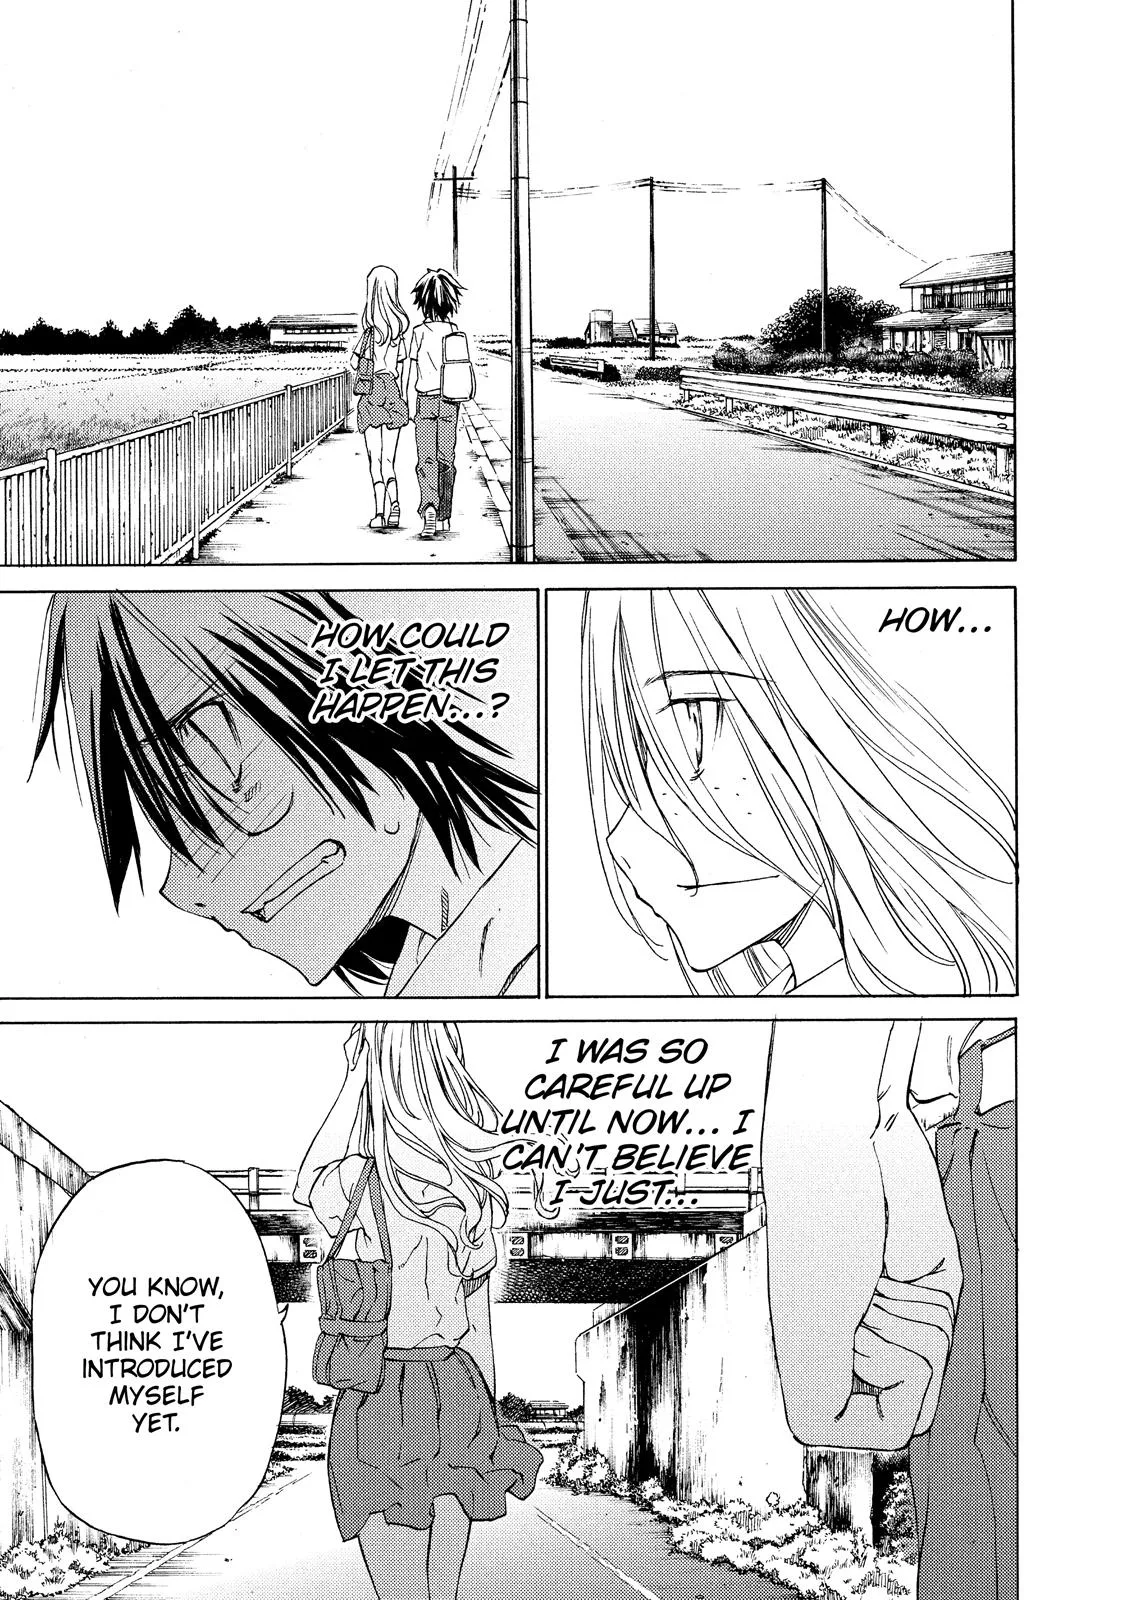 HOW...
HOW COULD
I LET THIS
HAPPEN...?
I WAS SO
CAREFUL UP
UNTIL NOW... I
CAN'T BELIEVE
I JUST...
YOU KNOW,
I DON'T
THINK I'VE
INTRODUCED
MYSELF
YET.